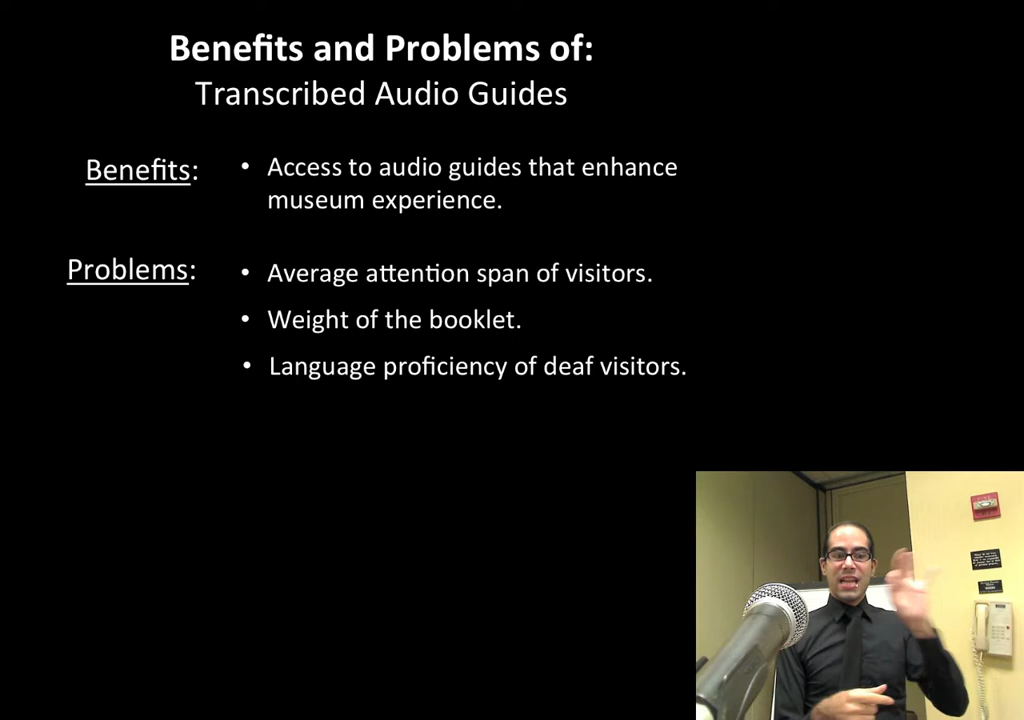 Benefits and Problems of:
Transcribed Audio Guides
Benefits:
• Access to audio guides that enhance
museum experience.
Problems:
• Average attention span of visitors.
• Weight of the booklet.
• Language proficiency of deaf visitors.